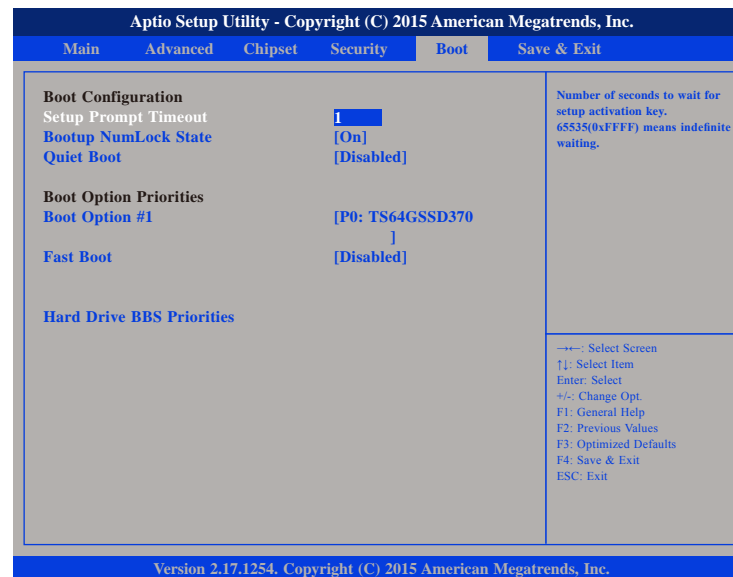 Aptio Setup Utility - Copyright (C) 2015 American Megatrends, Inc.
Main Advanced Chipset Security Boot Save & Exit
Boot Configuration
Setup Prompt Timeout 1
Bootup NumLock State [On]
Quiet Boot [Disabled]
Boot Option Priorities
Boot Option #1 [P0: TS64GSSD370
]
Fast Boot [Disabled]
Hard Drive BBS Priorities
Number of seconds to wait for
setup activation key.
65535(0xFFFF) means indefinite
waiting.
→←: Select Screen
↑↓: Select Item
Enter: Select
+/-: Change Opt.
F1: General Help
F2: Previous Values
F3: Optimized Defaults
F4: Save & Exit
ESC: Exit
Version 2.17.1254. Copyright (C) 2015 American Megatrends, Inc.